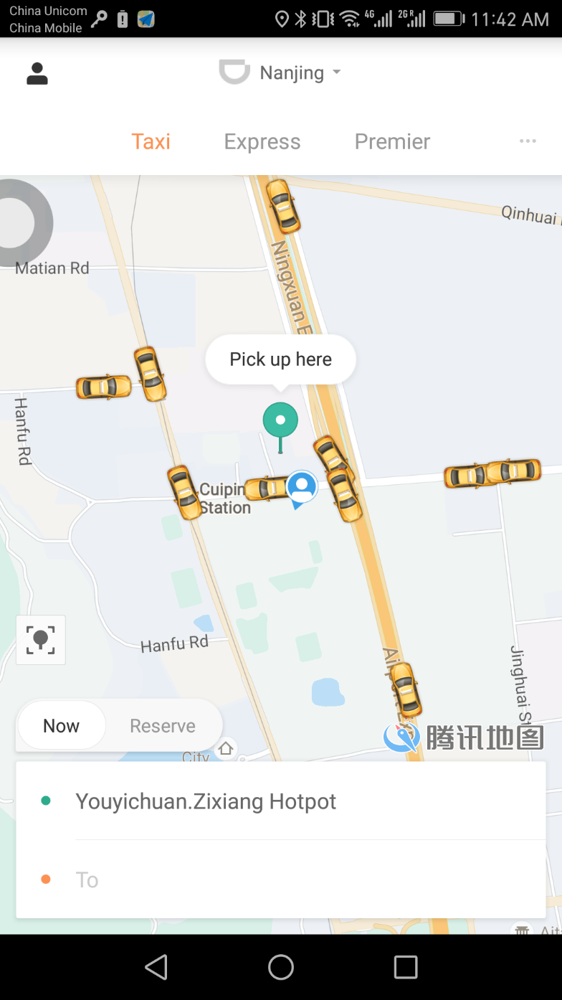 China Unicom
China Mobile
4G
2G R
11:42 AM
Nanjing
Taxi
Express
Premier
Qinhuai
Matian Rd
Ningxuan E
Pick up here
Hanfu Rd
Cuipin
Station
Hanfu Rd
Jinghuai St
Now
Reserve
腾讯地图
City
Youyichuan.Zixiang Hotpot
To